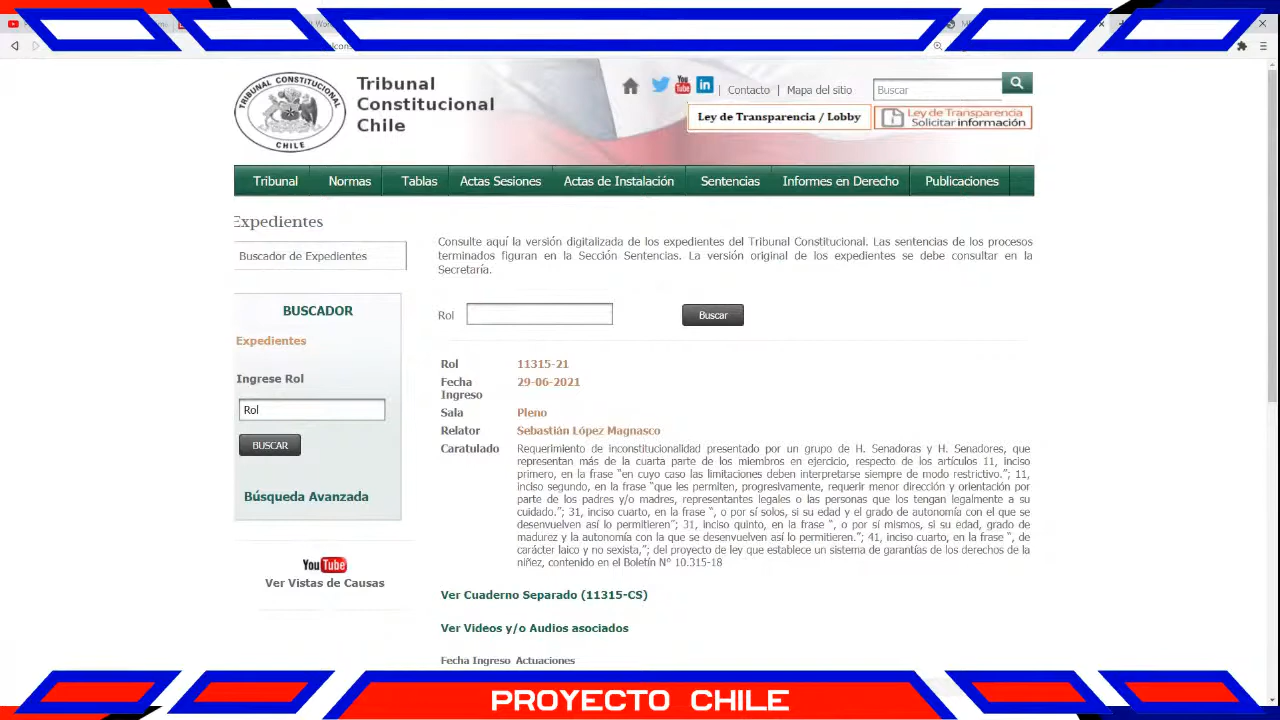 TRIBUNAL CONSTITUCIONAL
CHILE
Tribunal
Constitucional
Chile
You
Tube
in
| Contacto | Mapa del sitio
Buscar
Ley de Transparencia / Lobby
Ley de Transparencia
Solicitar información
Tribunal Normas Tablas Actas Sesiones Actas de Instalación Sentencias Informes en Derecho Publicaciones
Expedientes
Buscador de Expedientes
BUSCADOR
Expedientes
Ingrese Rol
Rol
BUSCAR
Búsqueda Avanzada
YouTube
Ver Vistas de Causas
Consulte aquí la versión digitalizada de los expedientes del Tribunal Constitucional. Las sentencias de los procesos
terminados figuran en la Sección Sentencias. La versión original de los expedientes se debe consultar en la
Secretaría.
Rol Buscar
Rol 11315-21
Fecha 29-06-2021
Ingreso
Sala Pleno
Relator Sebastián López Magnasco
Caratulado Requerimiento de inconstitucionalidad presentado por un grupo de H. Senadoras y H. Senadores, que
representan más de la cuarta parte de los miembros en ejercicio, respecto de los artículos 11, inciso
primero, en la frase "en cuyo caso las limitaciones deben interpretarse siempre de modo restrictivo."; 11,
inciso segundo, en la frase "que les permiten, progresivamente, requerir menor dirección y orientación por
parte de los padres y/o madres, representantes legales o las personas que los tengan legalmente a su
cuidado."; 31, inciso cuarto, en la frase ", o por sí solos, si su edad y el grado de autonomía con el que se
desenvuelven así lo permitieren"; 31, inciso quinto, en la frase ", o por sí mismos, si su edad, grado de
madurez y la autonomía con la que se desenvuelven así lo permitieren."; 41, inciso cuarto, en la frase ", de
carácter laico y no sexista,"; del proyecto de ley que establece un sistema de garantías de los derechos de la
niñez, contenido en el Boletín N° 10.315-18
Ver Cuaderno Separado (11315-CS)
Ver Videos y/o Audios asociados
Fecha Ingreso Actuaciones
PROYECTO CHILE